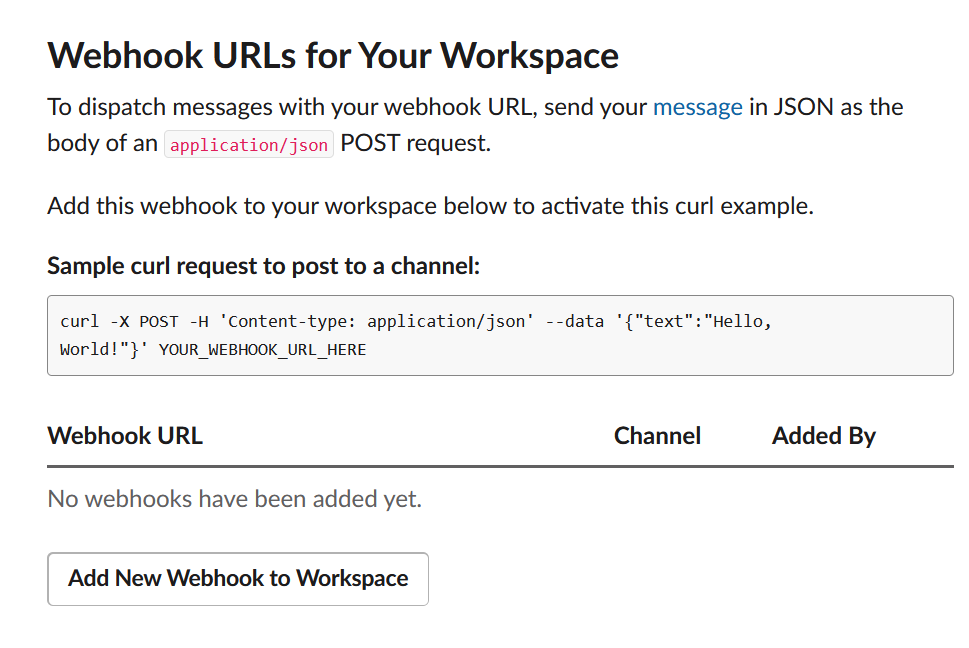 Webhook URLs for Your Workspace
To dispatch messages with your webhook URL, send your message in JSON as the
body of an application/json POST request.
Add this webhook to your workspace below to activate this curl example.
Sample curl request to post to a channel:
curl -X POST -H 'Content-type: application/json' --data '{"text":"Hello,
World!"}' YOUR_WEBHOOK_URL_HERE
Webhook URL Channel Added By
No webhooks have been added yet.
Add New Webhook to Workspace